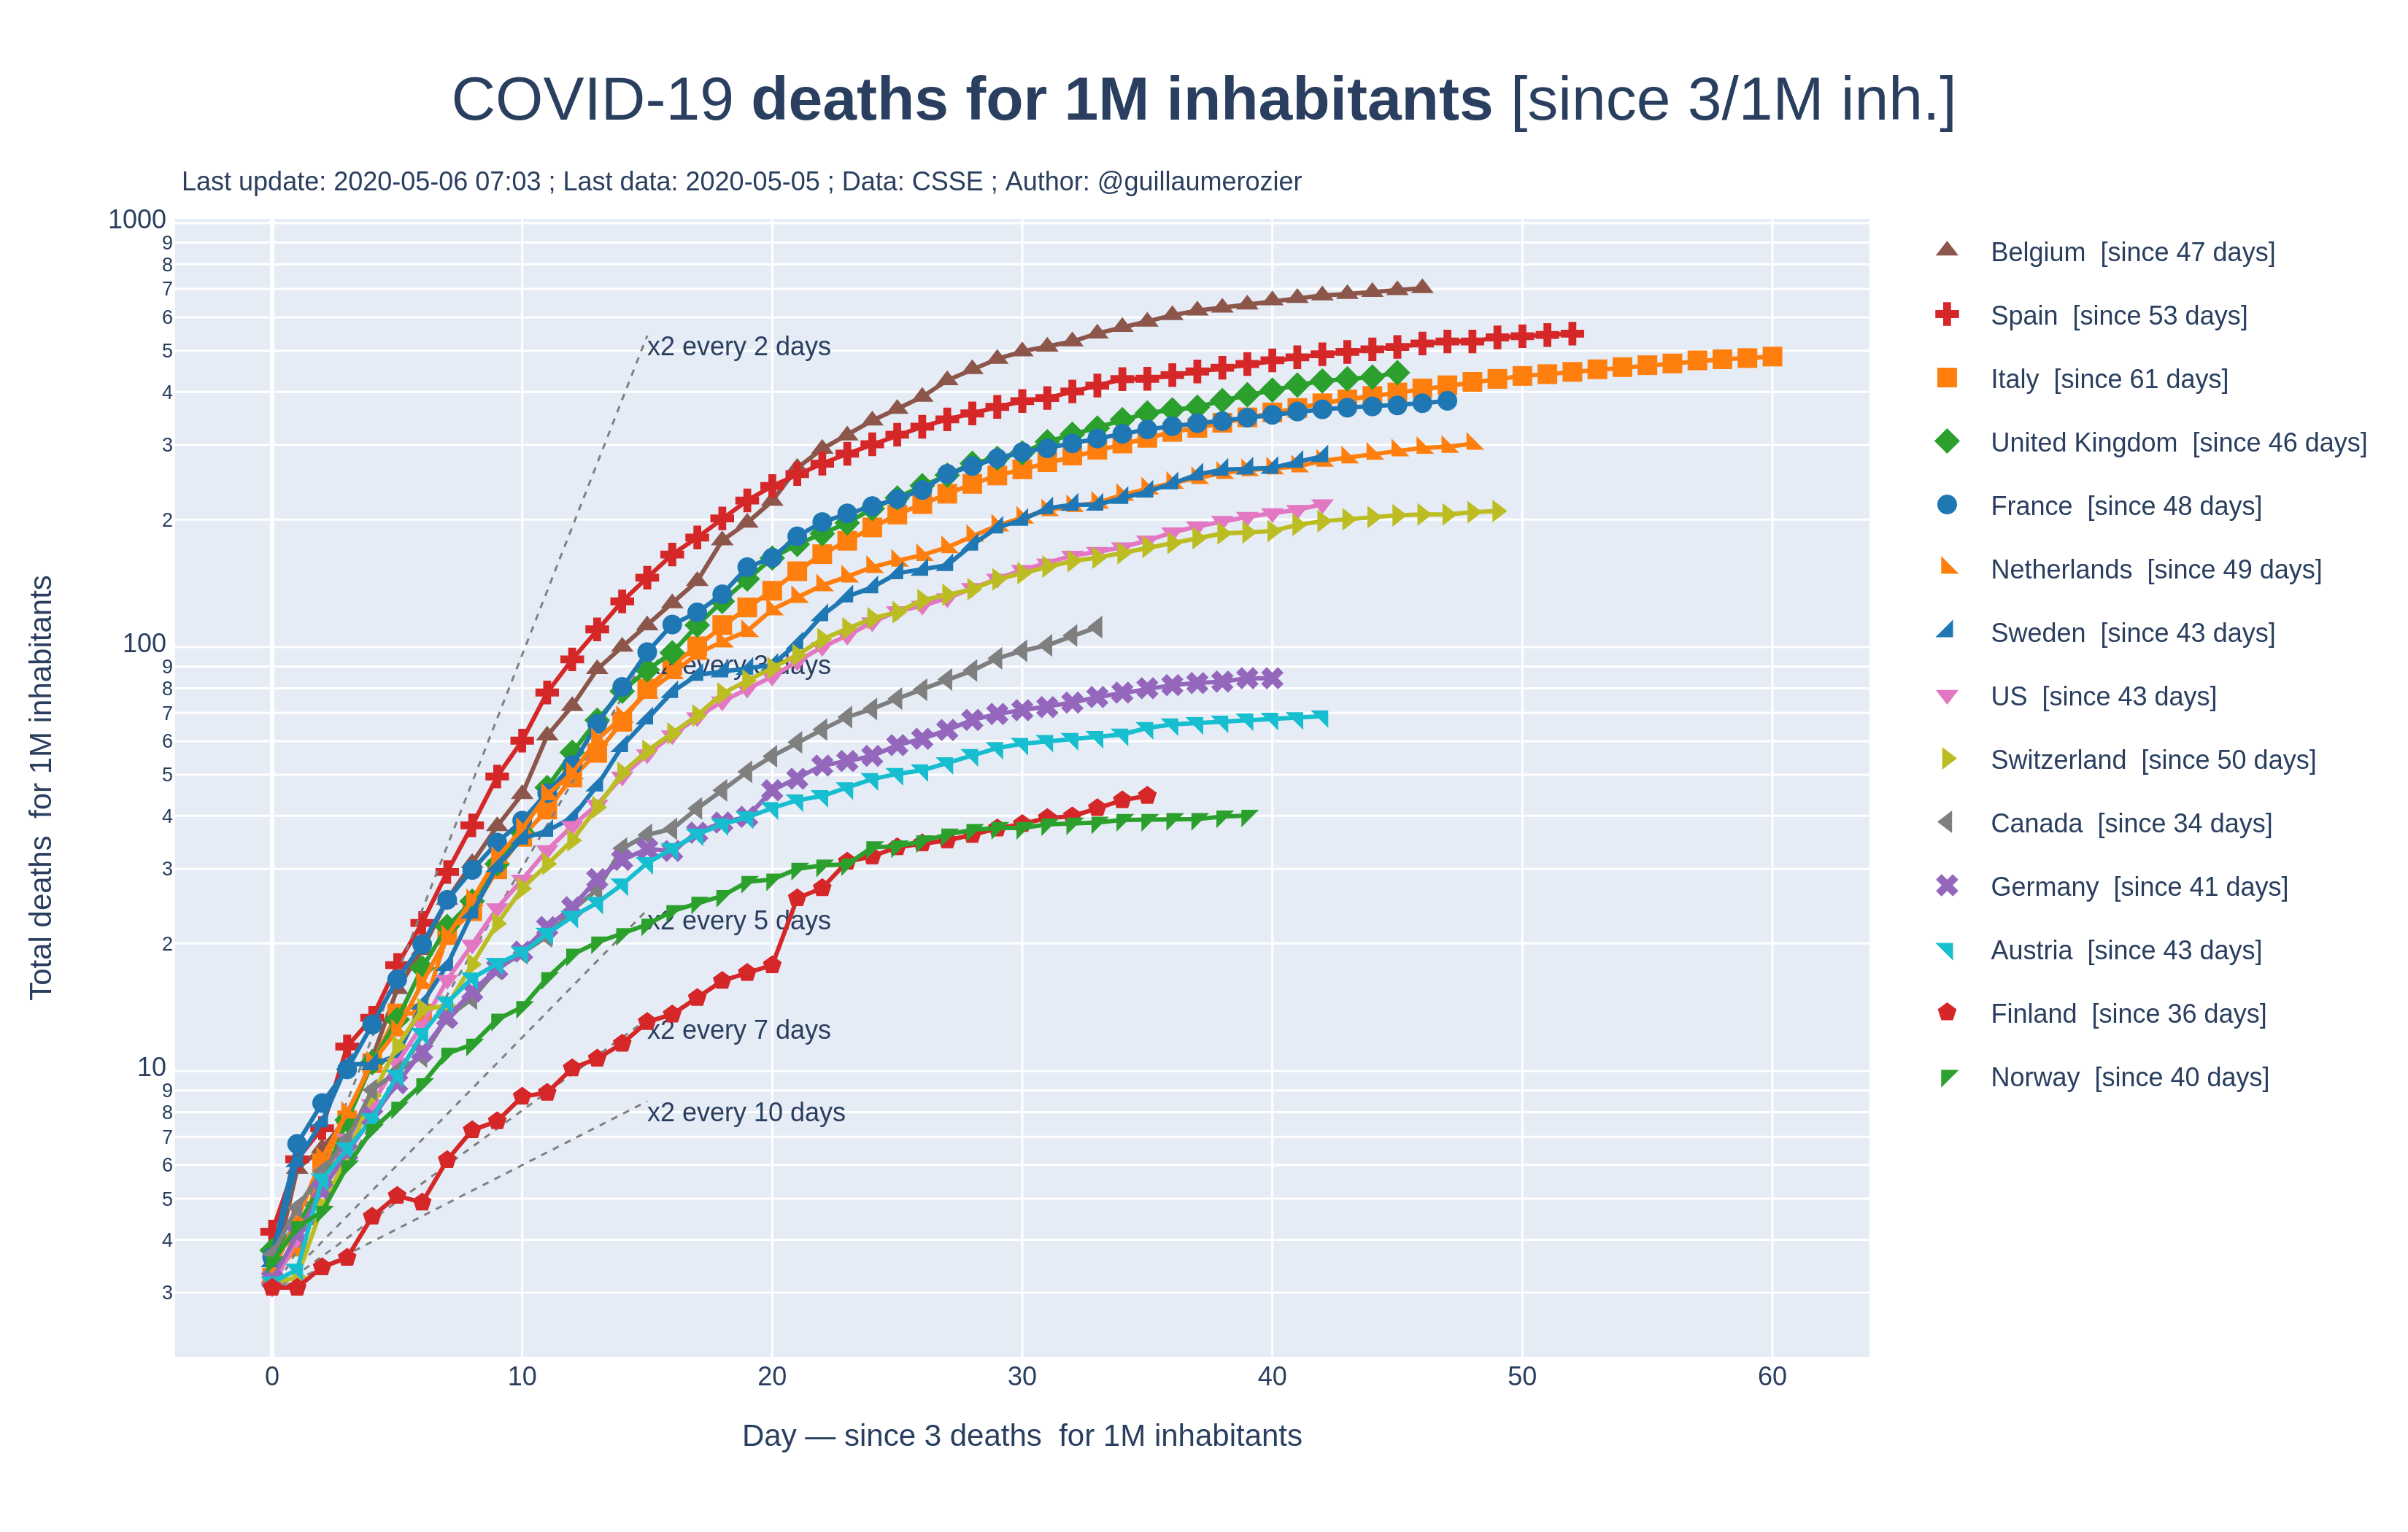 COVID-19 deaths for 1M inhabitants [since 3/1M inh.]
Last update: 2020-05-06 07:03 ; Last data: 2020-05-05 ; Data: CSSE ; Author: @guillaumerozier
Total deaths  for 1M inhabitants
1000
9
8
7
6
5
4
3
2
100
9
8
7
6
5
4
3
2
10
9
8
7
6
5
4
3
x2 every 2 days
x2 every 3 days
x2 every 5 days
x2 every 7 days
x2 every 10 days
0 10 20 30 40 50 60
Day — since 3 deaths  for 1M inhabitants
Belgium  [since 47 days]
Spain  [since 53 days]
Italy  [since 61 days]
United Kingdom  [since 46 days]
France  [since 48 days]
Netherlands  [since 49 days]
Sweden  [since 43 days]
US  [since 43 days]
Switzerland  [since 50 days]
Canada  [since 34 days]
Germany  [since 41 days]
Austria  [since 43 days]
Finland  [since 36 days]
Norway  [since 40 days]